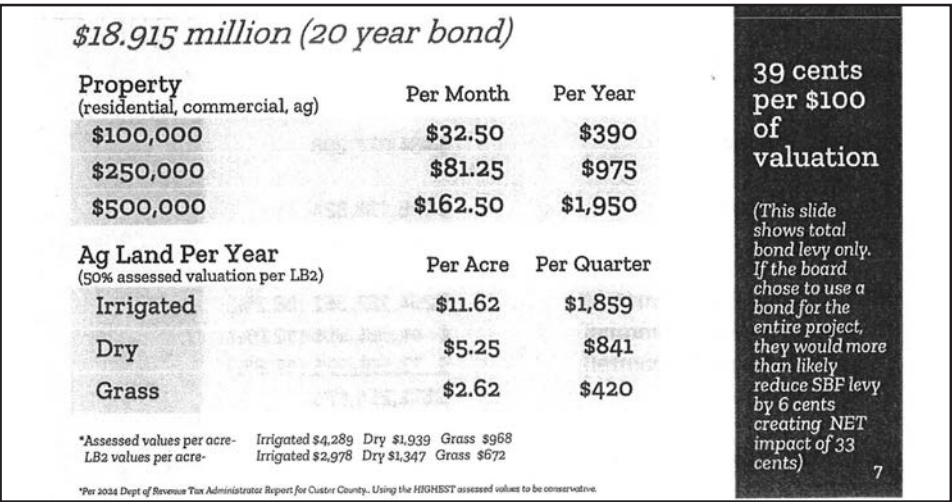 $18.915 million (20 year bond)
Property Per Month Per Year
(residential, commercial, ag)
$100,000 $32.50 $390
$250,000 $81.25 $975
$500,000 $162.50 $1,950
Ag Land Per Year Per Acre Per Quarter
(50% assessed valuation per LB2)
Irrigated $11.62 $1,859
Dry $5.25 $841
Grass $2.62 $420
*Assessed values per acre- Irrigated $4,289 Dry $1,939 Grass $968
LB2 values per acre- Irrigated $2,978 Dry $1,347 Grass $672
*Per 2024 Dept of Revenue Tax Administrator Report for Custer County.. Using the HIGHEST assessed values to be conservative.
39 cents
per $100
of
valuation
(This slide
shows total
bond levy only.
If the board
chose to use a
bond for the
entire project,
they would more
than likely
reduce SBF levy
by 6 cents
creating NET
impact of 33
cents)
7